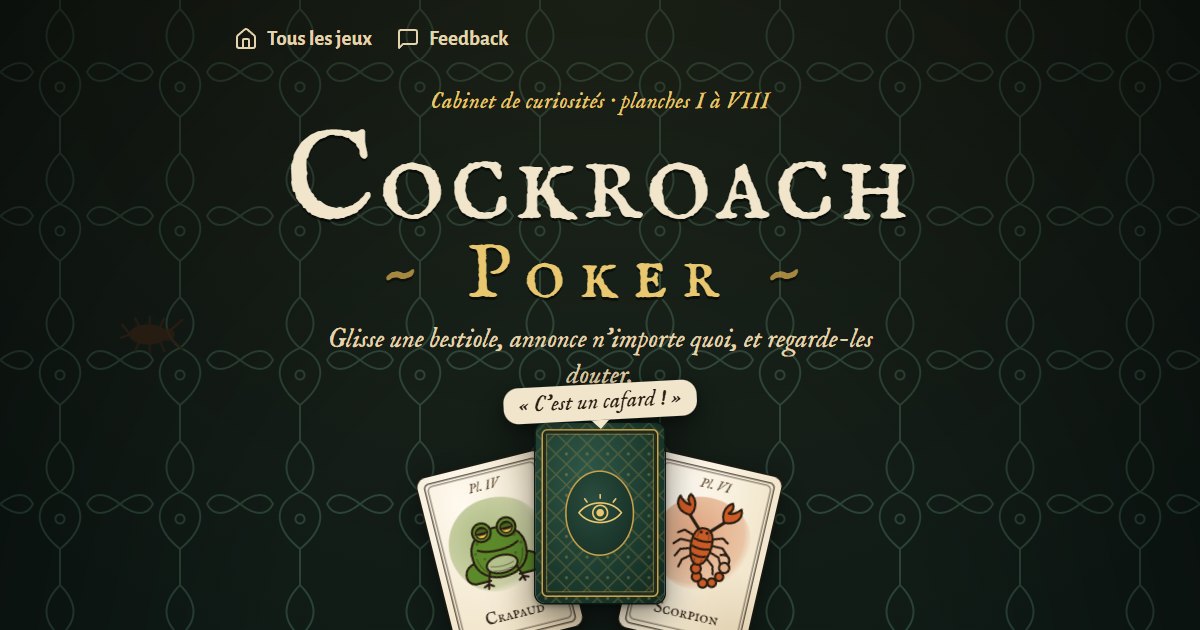 Tous les jeux
Feedback
Cabinet de curiosités · planches I à VIII
Cockroach
~ Poker ~
Glisse une bestiole, annonce n’importe quoi, et regarde-les
douter.
« C’est un cafard ! »
Pl. IV
Pl. VI
Crapaud
Scorpion